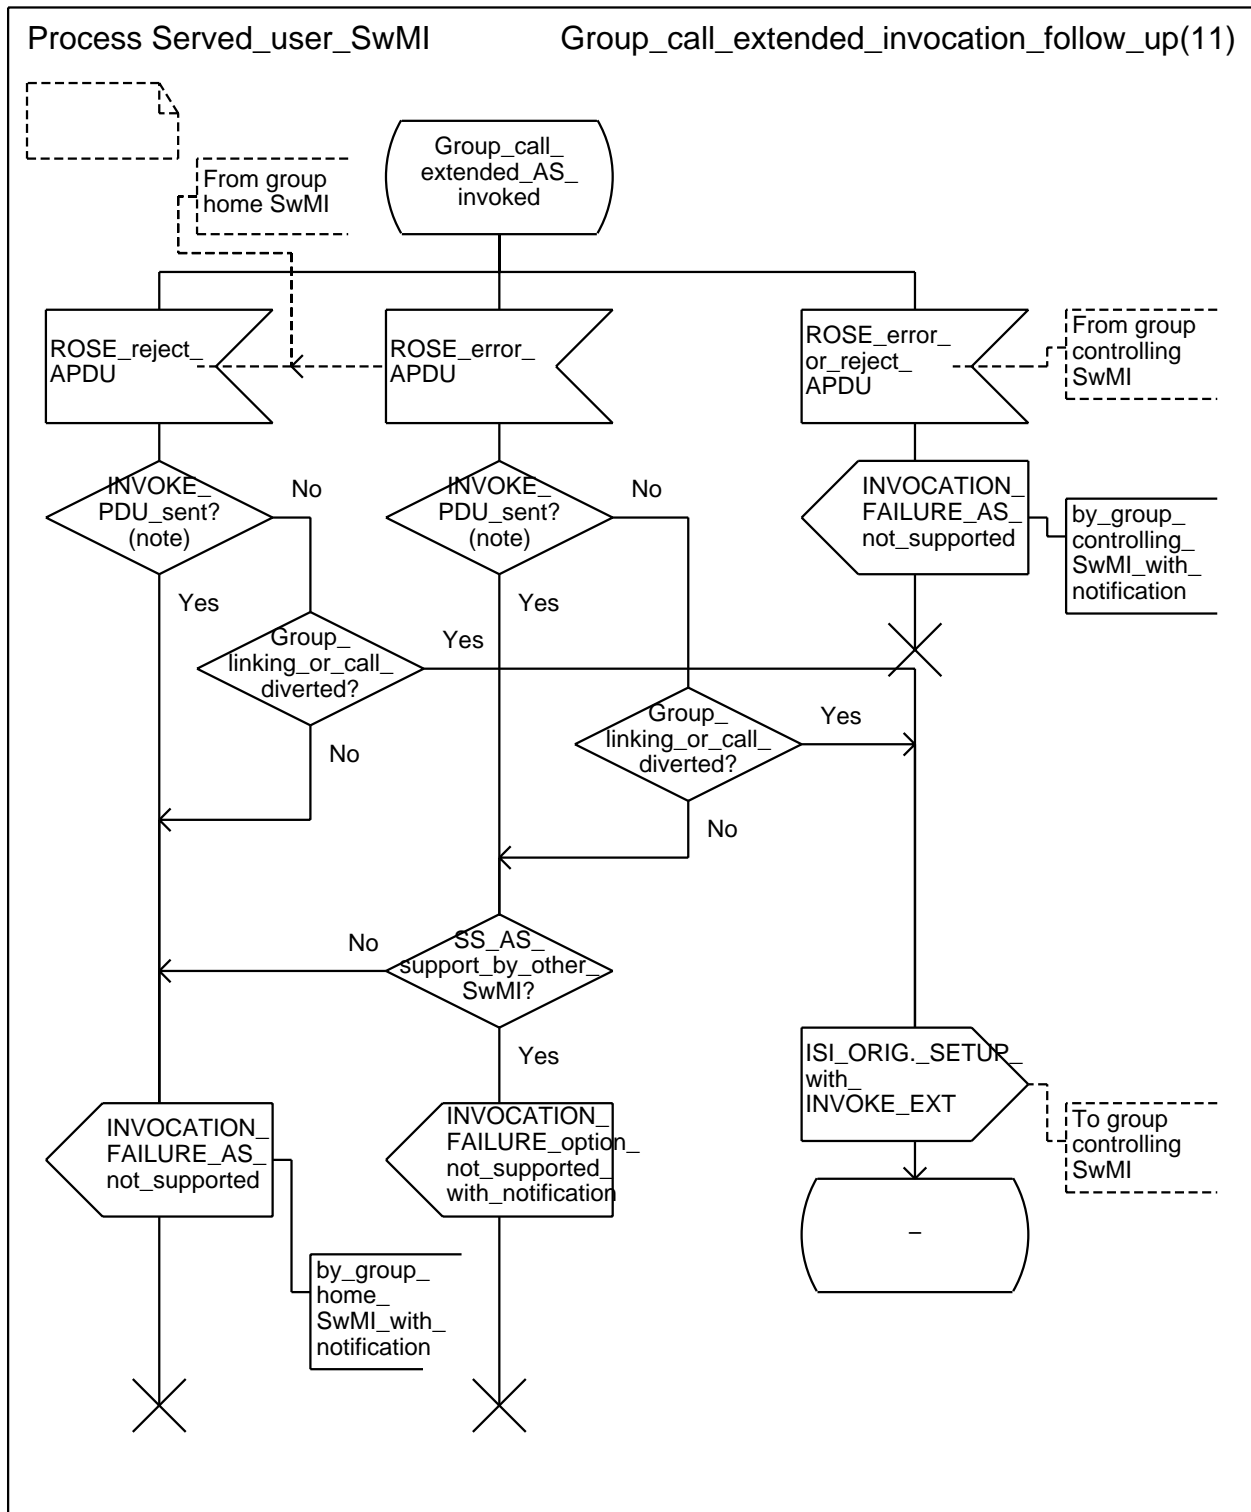 Process Served_user_SwMI
Group_call_extended_invocation_follow_up(11)
From group
home SwMI
Group_call_
extended_AS_
invoked
ROSE_reject_
APDU
ROSE_error_
APDU
ROSE_error_
or_reject_
APDU
From group
controlling
SwMI
INVOKE_
PDU_sent?
(note)
No
Yes
INVOKE_
PDU_sent?
(note)
No
Yes
INVOCATION_
FAILURE_AS_
not_supported
by_group_
controlling_
SwMI_with_
notification
Group_
linking_or_call_
diverted?
Yes
No
Group_
linking_or_call_
diverted?
Yes
No
SS_AS_
support_by_other_
SwMI?
No
Yes
ISI_ORIG._SETUP_
with_
INVOKE_EXT
To group
controlling
SwMI
INVOCATION_
FAILURE_AS_
not_supported
INVOCATION_
FAILURE_option_
not_supported_
with_notification
–
by_group_
home_
SwMI_with_
notification